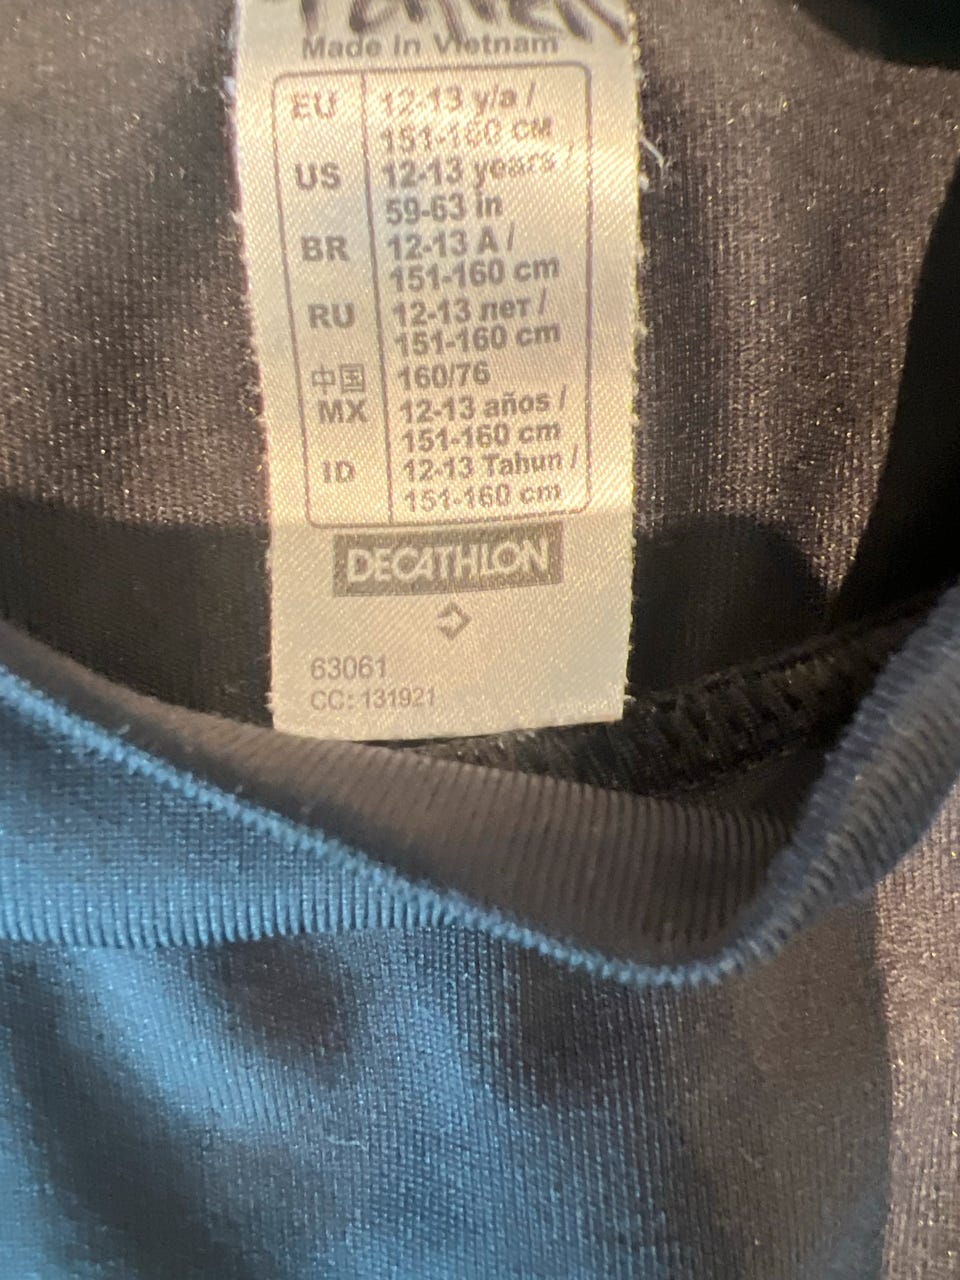 Made In Vietnam
EU 12-13 y/a /
151-160 CM
US 12-13 years /
59-63 in
BR 12-13 A /
151-160 cm
RU 12-13 лет /
151-160 cm
中国 160/76
MX 12-13 años /
151-160 cm
ID 12-13 Tahun /
151-160 cm
DECATHLON
63061
CC: 131921